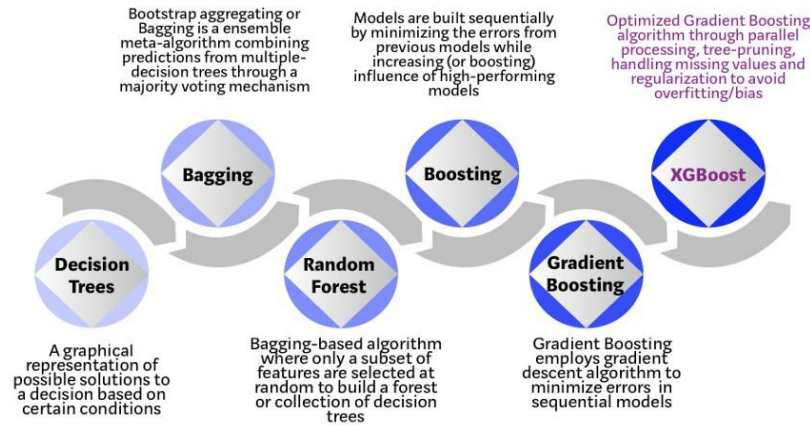 Bootstrap aggregating or
Bagging is a ensemble
meta-algorithm combining
predictions from multiple-
decision trees through a
majority voting mechanism
Models are built sequentially
by minimizing the errors from
previous models while
increasing (or boosting)
influence of high-performing
models
Optimized Gradient Boosting
algorithm through parallel
processing, tree-pruning,
handling missing values and
regularization to avoid
overfitting/bias
Bagging
Boosting
XGBoost
Decision
Trees
Random
Forest
Gradient
Boosting
A graphical
representation of
possible solutions to
a decision based on
certain conditions
Bagging-based algorithm
where only a subset of
features are selected at
random to build a forest
or collection of decision
trees
Gradient Boosting
employs gradient
descent algorithm to
minimize errors in
sequential models